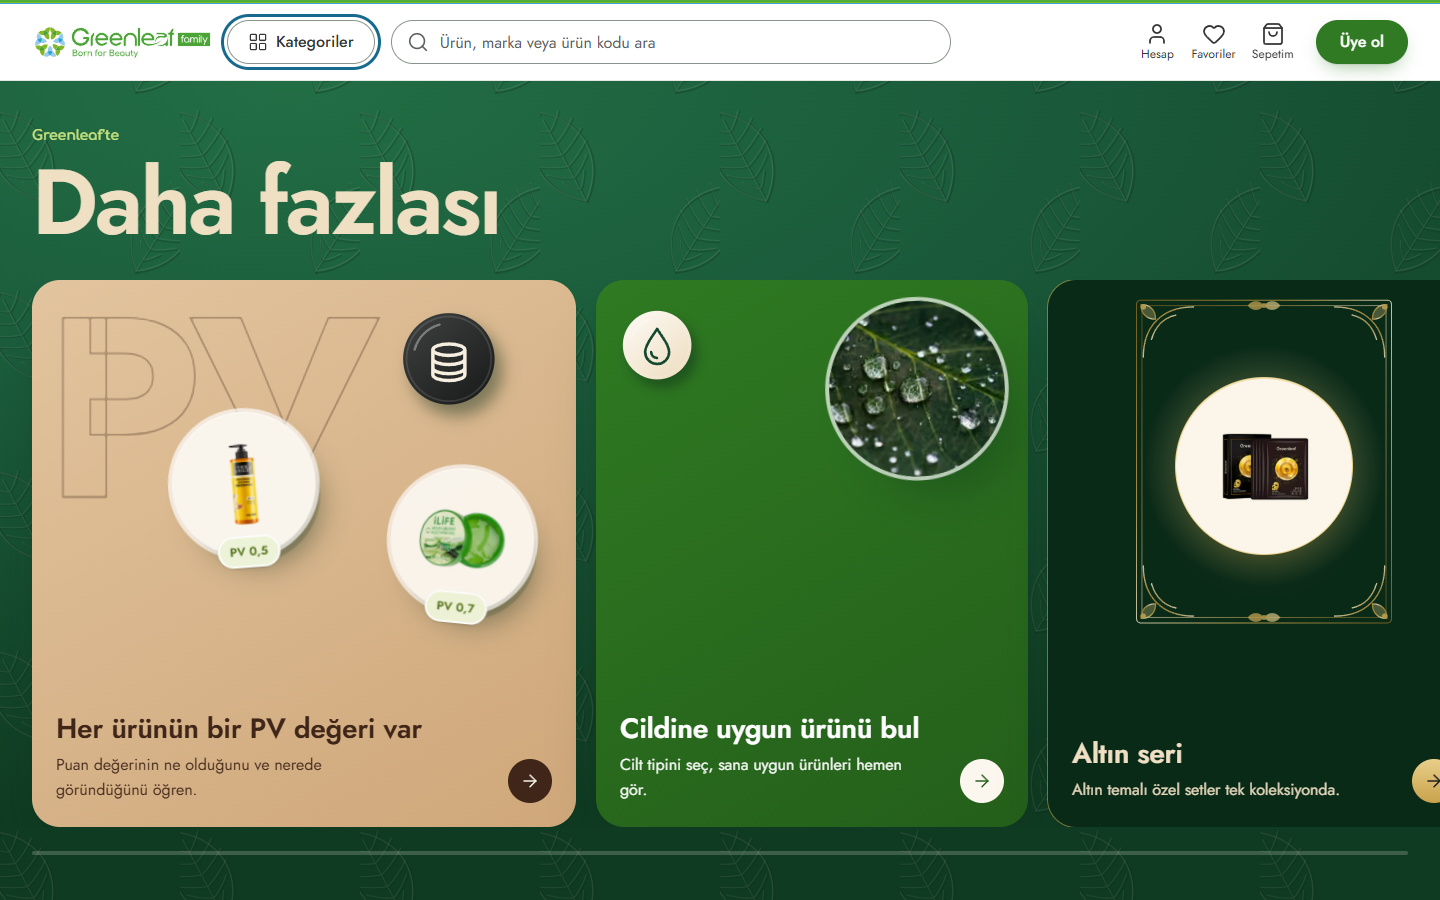 Greenleaf family
Born for Beauty
Kategoriler
Ürün, marka veya ürün kodu ara
Hesap
Favoriler
Sepetim
Üye ol
Greenleaf'te
Daha fazlası
PV
PV 0,5
iLiFE
PV 0,7
Her ürünün bir PV değeri var
Puan değerinin ne olduğunu ve nerede
göründüğünü öğren.
Cildine uygun ürünü bul
Cilt tipini seç, sana uygun ürünleri hemen
gör.
Altın seri
Altın temalı özel setler tek koleksiyonda.